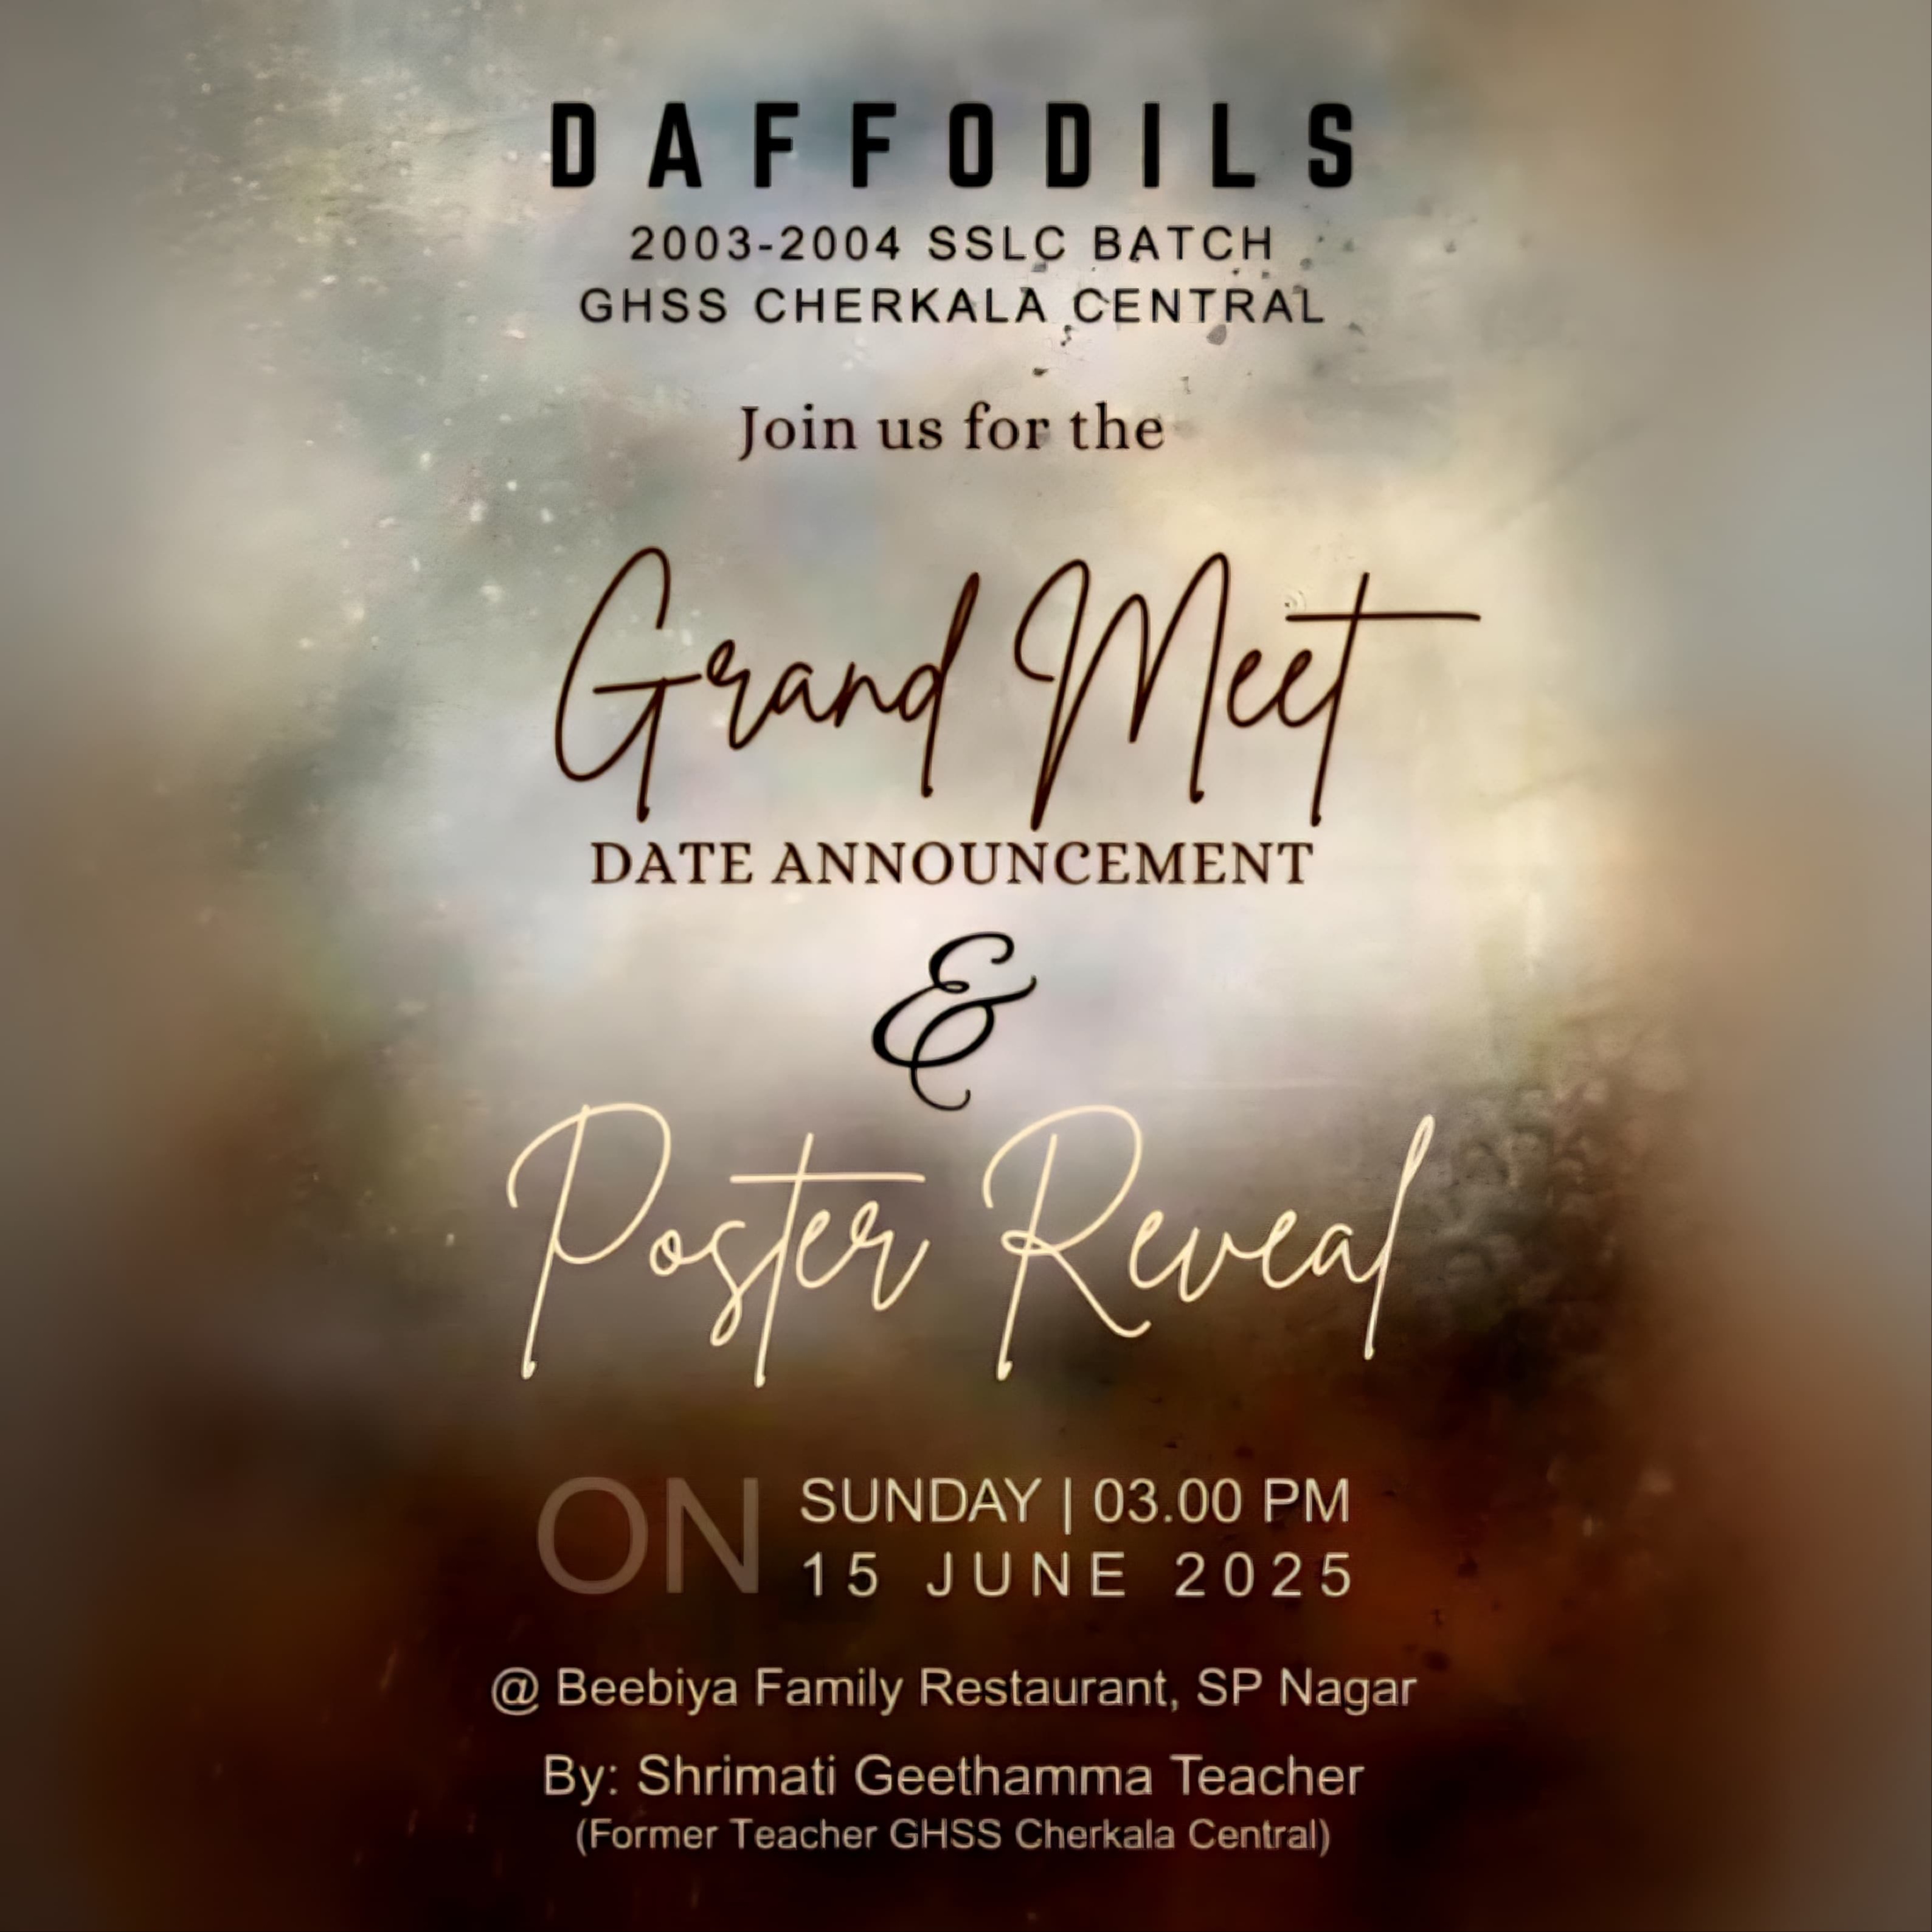 DAFFODILS
2003-2004 SSLC BATCH
GHSS CHERKALA CENTRAL
Join us for the
Grand Meet
DATE ANNOUNCEMENT
&
Poster Reveal
ON SUNDAY | 03.00 PM
15 JUNE 2025
@ Beebiya Family Restaurant, SP Nagar
By: Shrimati Geethamma Teacher
(Former Teacher GHSS Cherkala Central)